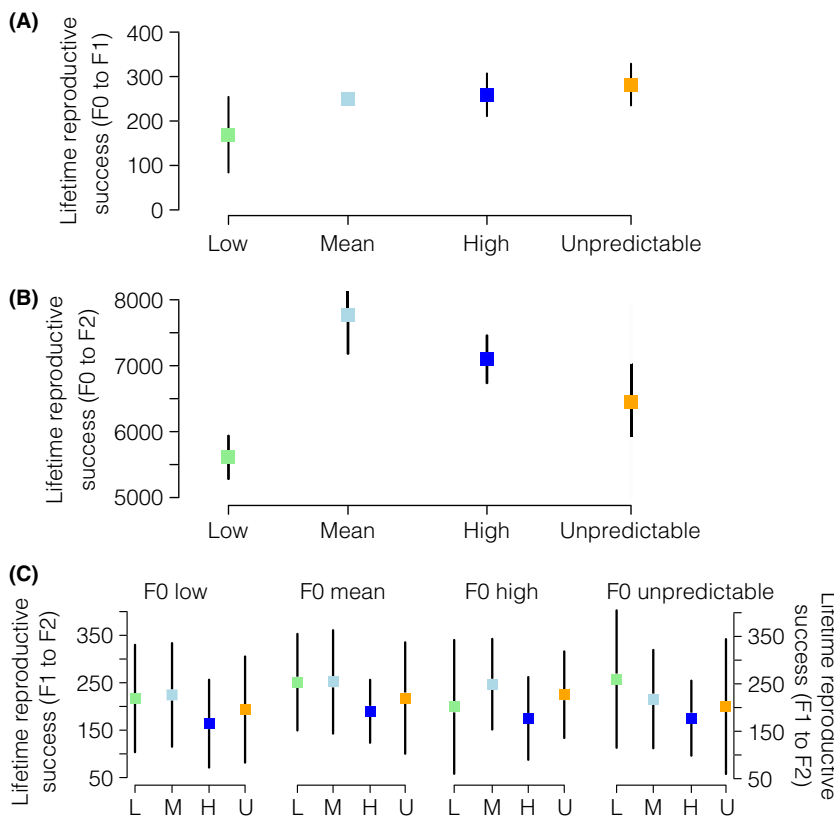 (A)
Lifetime reproductive
success (F0 to F1)
400
300
200
100
0
Low Mean High Unpredictable
(B)
Lifetime reproductive
success (F0 to F2)
8000
7000
6000
5000
Low Mean High Unpredictable
(C)
F0 low F0 mean F0 high F0 unpredictable
Lifetime reproductive
success (F1 to F2)
350
250
150
50
L M H U L M H U L M H U L M H U
350
250
150
50
Lifetime reproductive
success (F1 to F2)